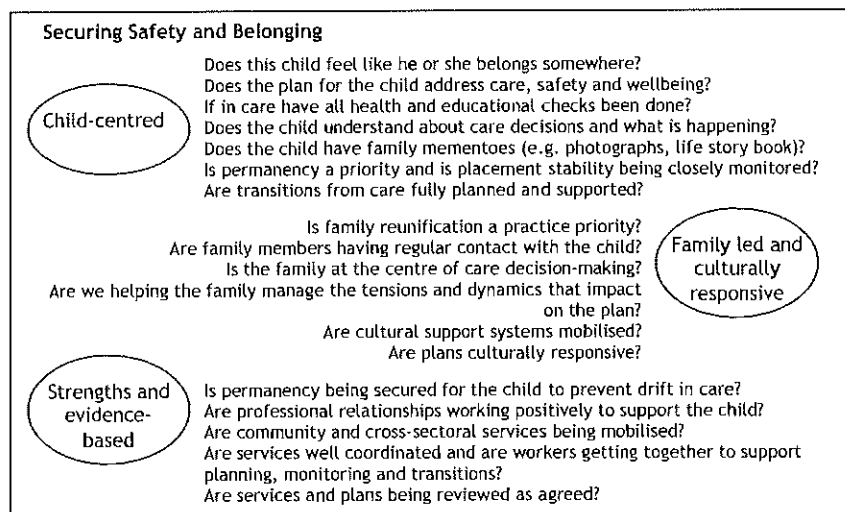 Securing Safety and Belonging
Child-centred
Does this child feel like he or she belongs somewhere?
Does the plan for the child address care, safety and wellbeing?
If in care have all health and educational checks been done?
Does the child understand about care decisions and what is happening?
Does the child have family mementoes (e.g. photographs, life story book)?
Is permanency a priority and is placement stability being closely monitored?
Are transitions from care fully planned and supported?
Is family reunification a practice priority?
Are family members having regular contact with the child?
Is the family at the centre of care decision-making?
Are we helping the family manage the tensions and dynamics that impact
on the plan?
Are cultural support systems mobilised?
Are plans culturally responsive?
Family led and
culturally
responsive
Strengths and
evidence-
based
Is permanency being secured for the child to prevent drift in care?
Are professional relationships working positively to support the child?
Are community and cross-sectoral services being mobilised?
Are services well coordinated and are workers getting together to support
planning, monitoring and transitions?
Are services and plans being reviewed as agreed?